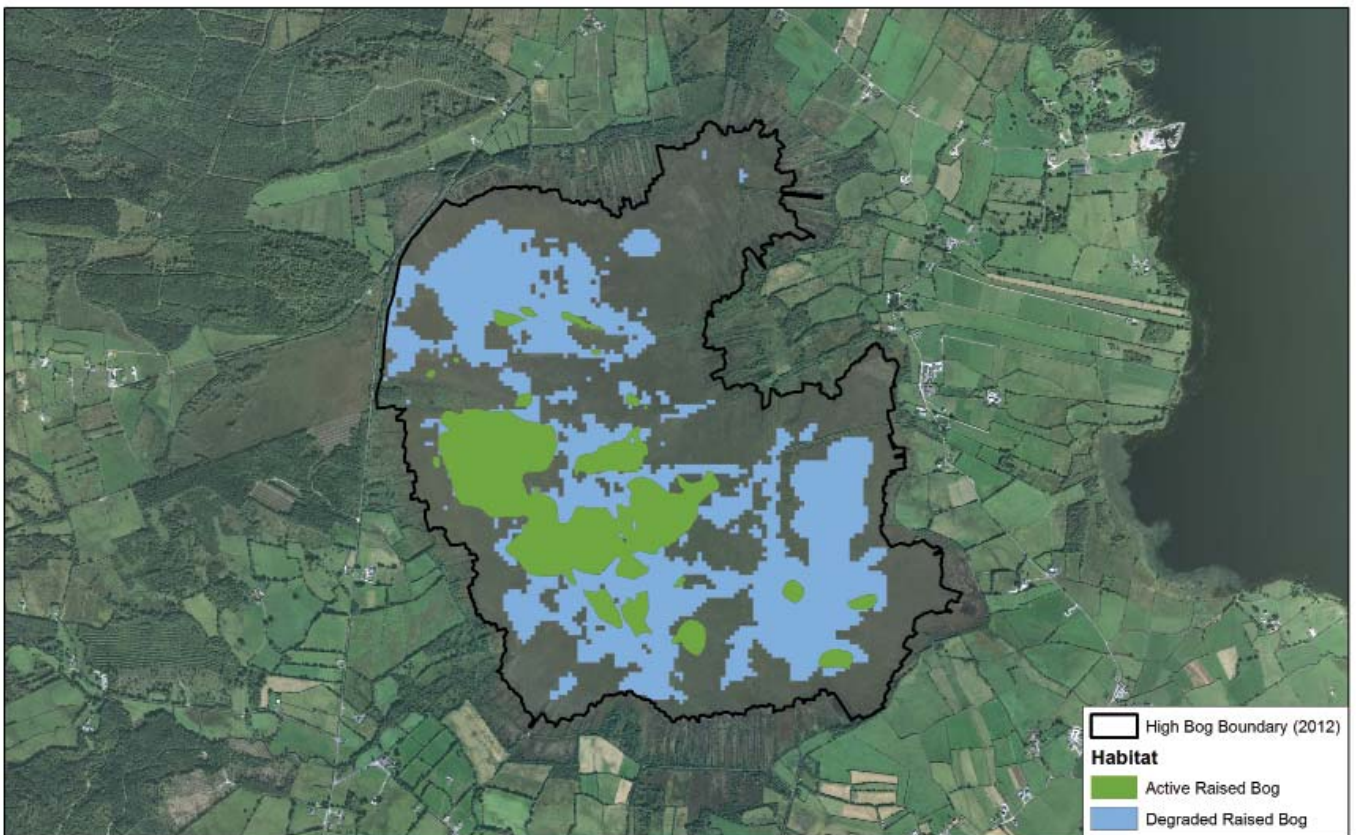 High Bog Boundary (2012)
Habitat
Active Raised Bog
Degraded Raised Bog